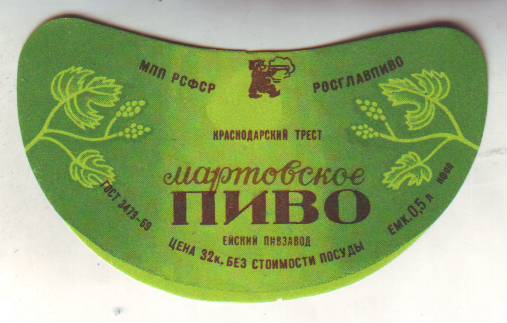 МПП РСФСР
РОСГЛАВПИВО
КРАСНОДАРСКИЙ ТРЕСТ
мартовское
ПИВО
ЕЙСКИЙ ПИВЗАВОД
ГОСТ 3473-69
ЦЕНА 32к. БЕЗ СТОИМОСТИ ПОСУДЫ
ЕМК. 0,5 л